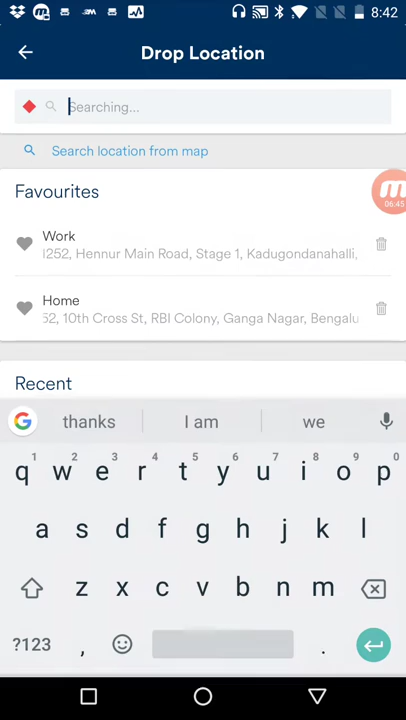 8:42
Drop Location
Searching...
Search location from map
Favourites
06:45
Work
1252, Hennur Main Road, Stage 1, Kadugondanahalli,
Home
52, 10th Cross St, RBI Colony, Ganga Nagar, Bengalu
Recent
G thanks I am we
1 2 3 4 5 6 7 8 9 0
q w e r t y u i o p
a s d f g h j k l
z x c v b n m
?123 , .